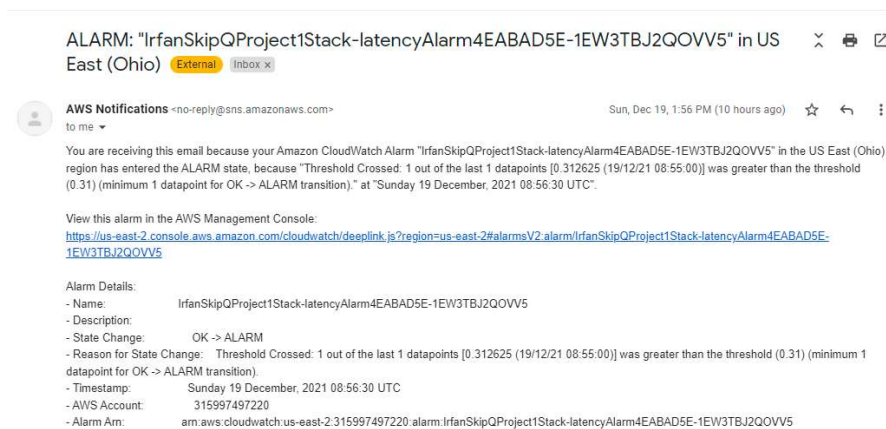 ALARM: "IrfanSkipQProject1Stack-latencyAlarm4EABAD5E-1EW3TBJ2QOVV5" in US
East (Ohio) External Inbox ×
AWS Notifications <no-reply@sns.amazonaws.com> Sun, Dec 19, 1:56 PM (10 hours ago)
to me
You are receiving this email because your Amazon CloudWatch Alarm "IrfanSkipQProject1Stack-latencyAlarm4EABAD5E-1EW3TBJ2QOVV5" in the US East (Ohio)
region has entered the ALARM state, because "Threshold Crossed: 1 out of the last 1 datapoints [0.312625 (19/12/21 08:55:00)] was greater than the threshold
(0.31) (minimum 1 datapoint for OK -> ALARM transition)." at "Sunday 19 December, 2021 08:56:30 UTC".
View this alarm in the AWS Management Console:
https://us-east-2.console.aws.amazon.com/cloudwatch/deeplink.js?region=us-east-2#alarmsV2:alarm/IrfanSkipQProject1Stack-latencyAlarm4EABAD5E-
1EW3TBJ2QOVV5
Alarm Details:
- Name: IrfanSkipQProject1Stack-latencyAlarm4EABAD5E-1EW3TBJ2QOVV5
- Description:
- State Change: OK -> ALARM
- Reason for State Change: Threshold Crossed: 1 out of the last 1 datapoints [0.312625 (19/12/21 08:55:00)] was greater than the threshold (0.31) (minimum 1
datapoint for OK -> ALARM transition).
- Timestamp: Sunday 19 December, 2021 08:56:30 UTC
- AWS Account: 315997497220
- Alarm Arn: arn:aws:cloudwatch:us-east-2:315997497220:alarm:IrfanSkipQProject1Stack-latencyAlarm4EABAD5E-1EW3TBJ2QOVV5